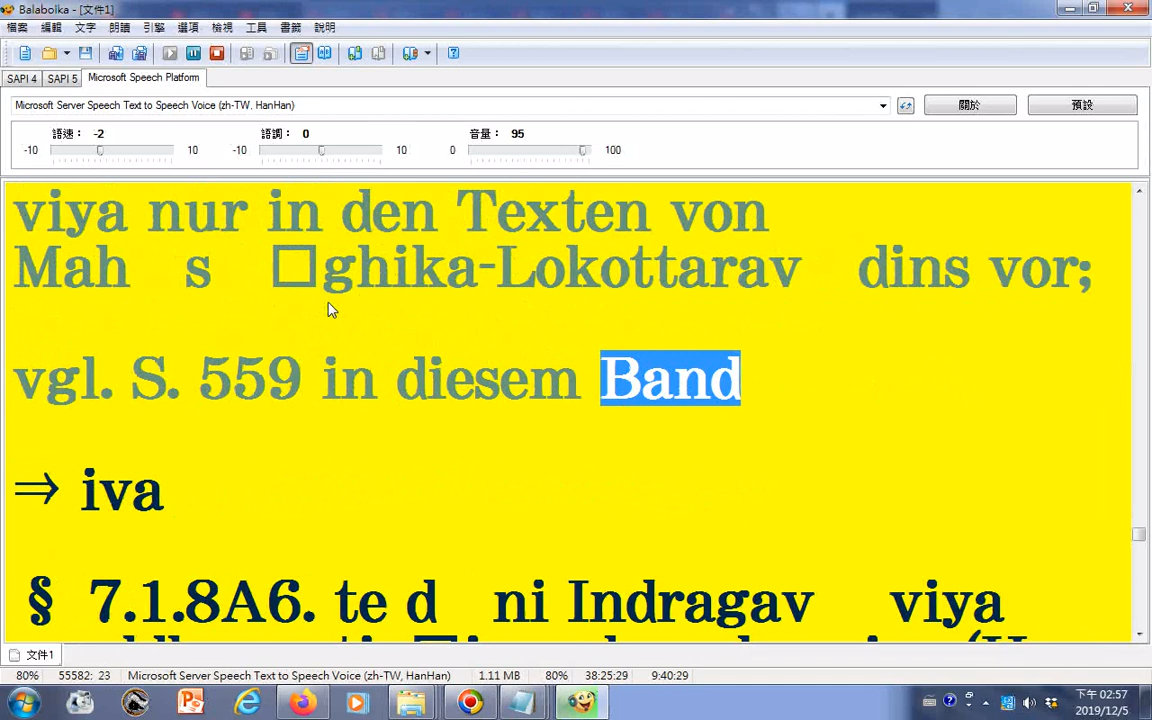 Balabolka - [文件1]
檔案 編輯 文字 朗讀 引擎 選項 檢視 工具 書籤 說明
SAPI 4 SAPI 5 Microsoft Speech Platform
Microsoft Server Speech Text to Speech Voice (zh-TW, HanHan) 關於 預設
語速： -2 語調： 0 音量： 95
-10 10 -10 10 0 100
viya nur in den Texten von
Mah s □ghika-Lokottarav dins vor;
vgl. S. 559 in diesem Band
⇒ iva
§ 7.1.8A6. te d ni Indragav viya
文件1
80% 55582: 23 Microsoft Server Speech Text to Speech Voice (zh-TW, HanHan) 1.11 MB 80% 38:25:29 9:40:29
下午 02:57
2019/12/5